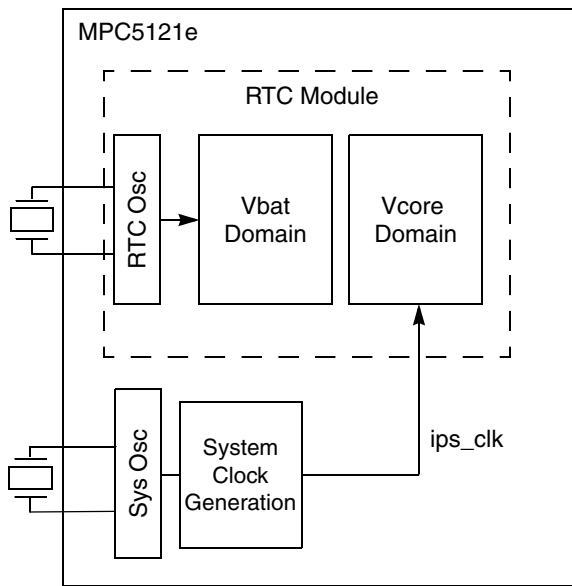 MPC5121e
RTC Module
RTC Osc
Vbat
Domain
Vcore
Domain
Sys Osc
System
Clock
Generation
ips_clk